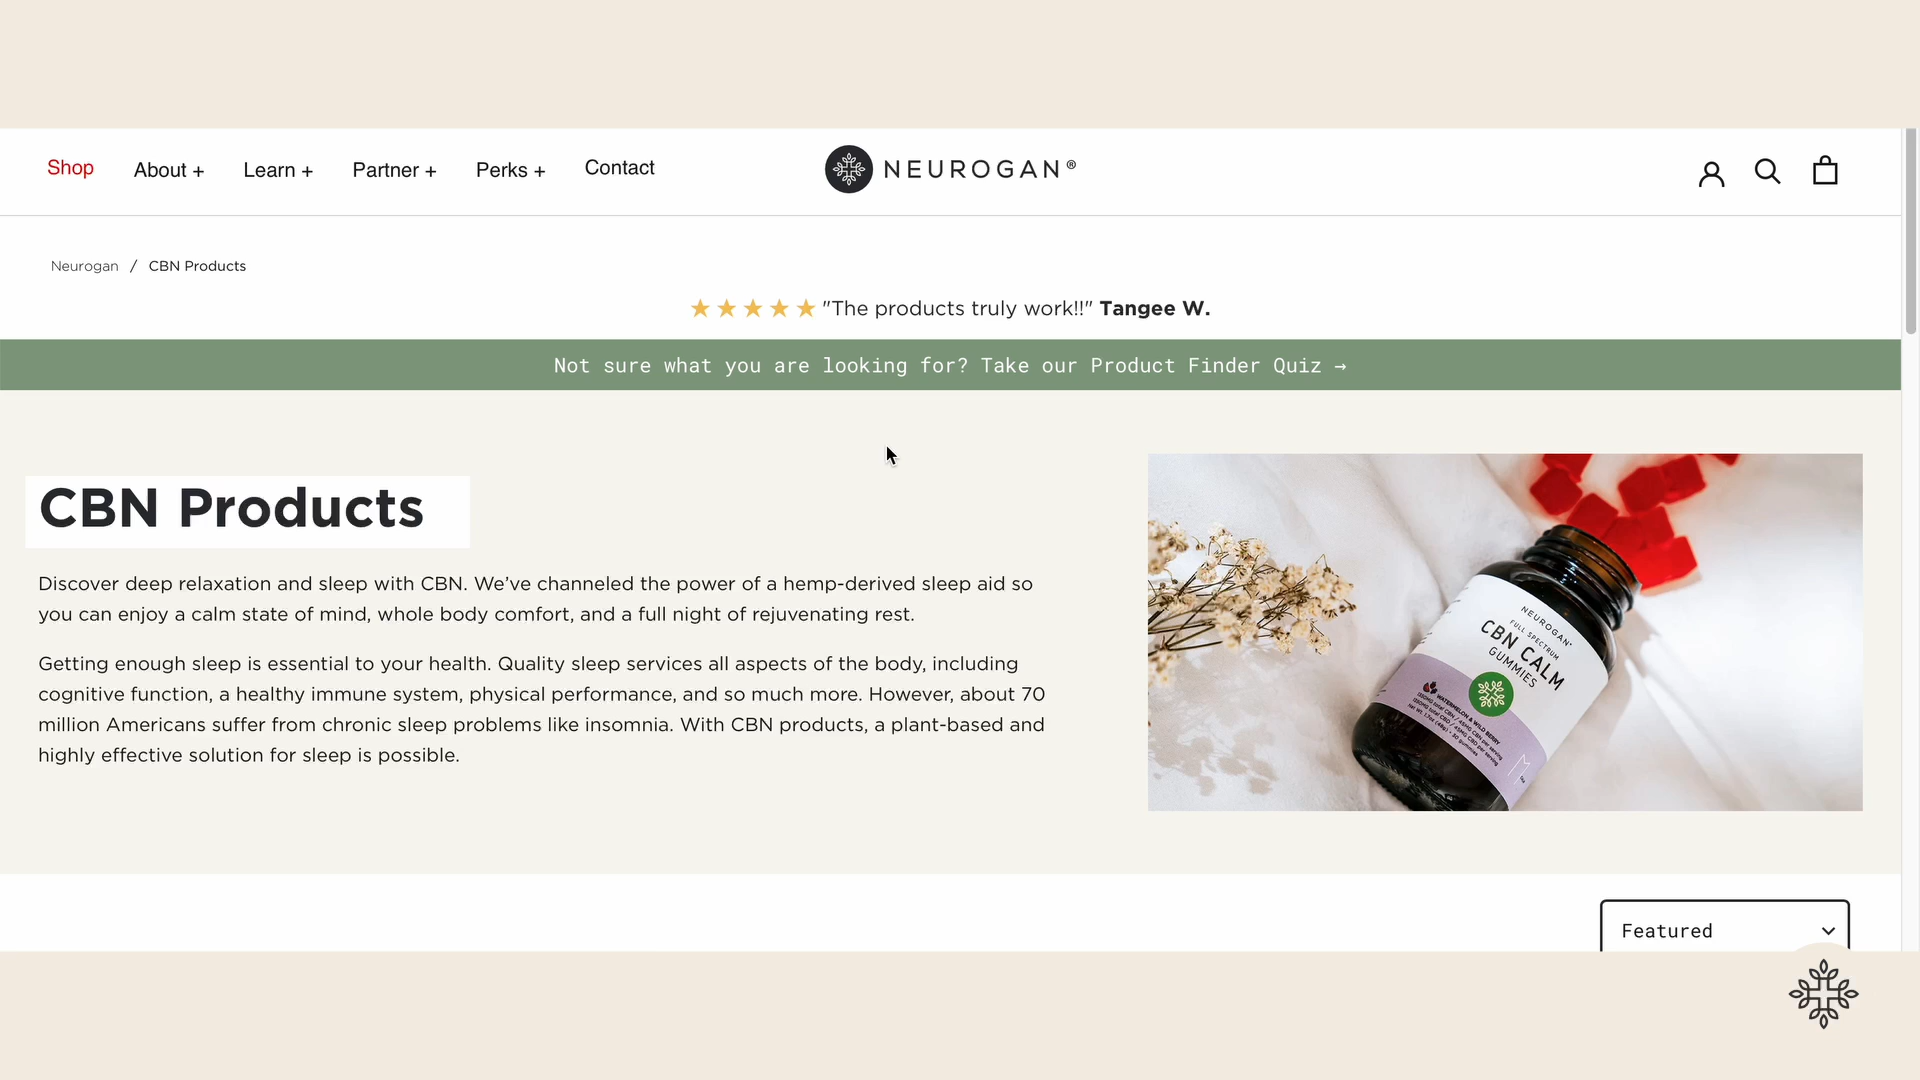 Shop About + Learn + Partner + Perks + Contact NEUROGAN®
Neurogan / CBN Products
★★★★★ "The products truly work!!" Tangee W.
Not sure what you are looking for? Take our Product Finder Quiz →
CBN Products
Discover deep relaxation and sleep with CBN. We’ve channeled the power of a hemp-derived sleep aid so
you can enjoy a calm state of mind, whole body comfort, and a full night of rejuvenating rest.
Getting enough sleep is essential to your health. Quality sleep services all aspects of the body, including
cognitive function, a healthy immune system, physical performance, and so much more. However, about 70
million Americans suffer from chronic sleep problems like insomnia. With CBN products, a plant-based and
highly effective solution for sleep is possible.
NEUROGAN
FULL SPECTRUM
CBN CALM
GUMMIES
WATERMELON & WILD BERRY
Featured